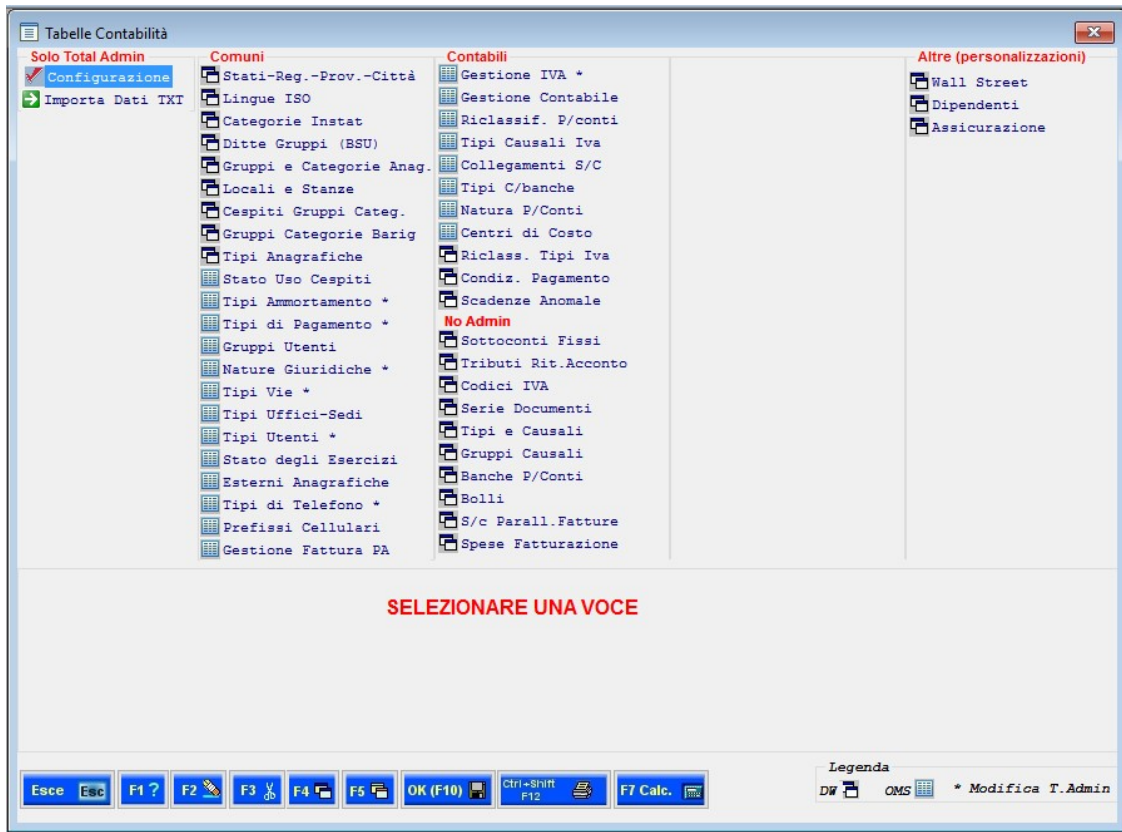 Tabelle Contabilità
Solo Total Admin
Configurazione
Importa Dati TXT
Comuni
Stati-Reg.-Prov.-Città
Lingue ISO
Categorie Instat
Ditte Gruppi (BSU)
Gruppi e Categorie Anag.
Locali e Stanze
Cespiti Gruppi Categ.
Gruppi Categorie Barig
Tipi Anagrafiche
Stato Uso Cespiti
Tipi Ammortamento *
Tipi di Pagamento *
Gruppi Utenti
Nature Giuridiche *
Tipi Vie *
Tipi Uffici-Sedi
Tipi Utenti *
Stato degli Esercizi
Esterni Anagrafiche
Tipi di Telefono *
Prefissi Cellulari
Gestione Fattura PA
Contabili
Gestione IVA *
Gestione Contabile
Riclassif. P/conti
Tipi Causali Iva
Collegamenti S/C
Tipi C/banche
Natura P/Conti
Centri di Costo
Riclass. Tipi Iva
Condiz. Pagamento
Scadenze Anomale
No Admin
Sottoconti Fissi
Tributi Rit.Acconto
Codici IVA
Serie Documenti
Tipi e Causali
Gruppi Causali
Banche P/Conti
Bolli
S/c Parall.Fatture
Spese Fatturazione
Altre (personalizzazioni)
Wall Street
Dipendenti
Assicurazione
SELEZIONARE UNA VOCE
Esce Esc
F1 ?
F2
F3
F4
F5
OK (F10)
Ctrl+Shift
F12
F7 Calc.
Legenda
DW OMS * Modifica T.Admin